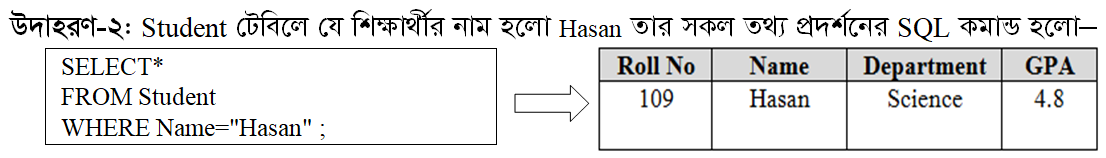 উদাহরণ-২: Student টেবিলে যে শিক্ষার্থীর নাম হলো Hasan তার সকল তথ্য প্রদর্শনের SQL কমান্ড হলো—
SELECT*
FROM Student
WHERE Name="Hasan" ;
Roll No Name Department GPA
109 Hasan Science 4.8